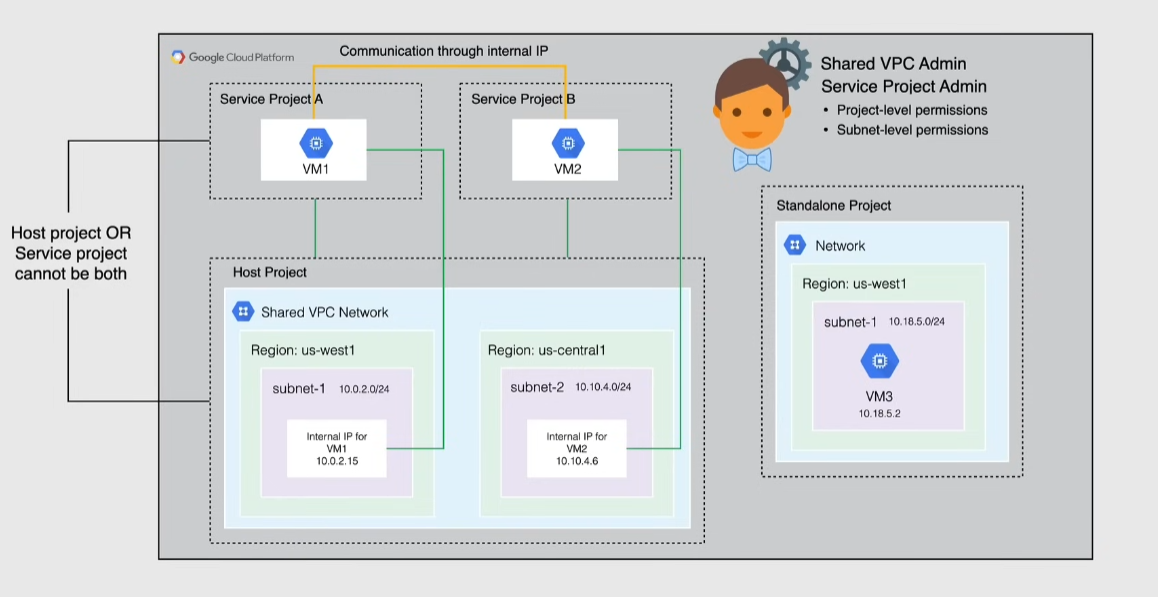 Google Cloud Platform
Communication through internal IP
Shared VPC Admin
Service Project Admin
• Project-level permissions
• Subnet-level permissions
Service Project A
VM1
Service Project B
VM2
Host project OR
Service project
cannot be both
Host Project
Shared VPC Network
Region: us-west1
subnet-1 10.0.2.0/24
Internal IP for
VM1
10.0.2.15
Region: us-central1
subnet-2 10.10.4.0/24
Internal IP for
VM2
10.10.4.6
Standalone Project
Network
Region: us-west1
subnet-1 10.18.5.0/24
VM3
10.18.5.2